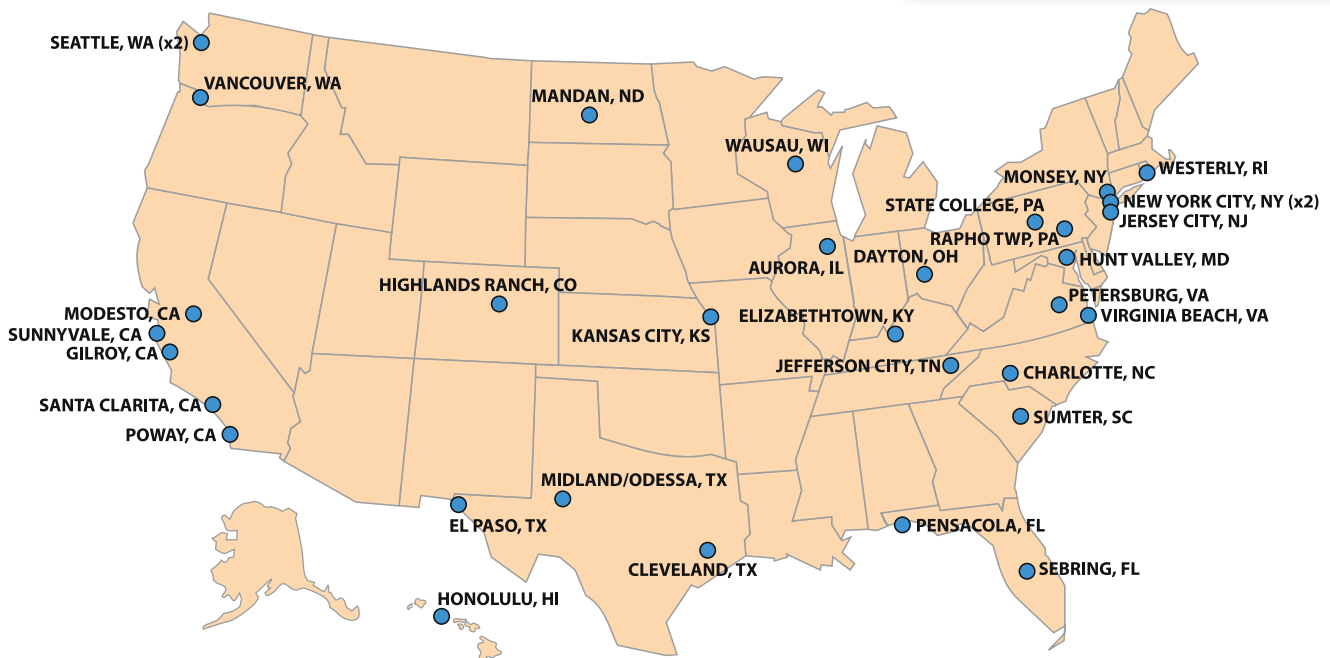 SEATTLE, WA (x2)
VANCOUVER, WA
MANDAN, ND
WAUSAU, WI
WESTERLY, RI
MONSEY, NY
NEW YORK CITY, NY (x2)
STATE COLLEGE, PA
JERSEY CITY, NJ
RAPHO TWP, PA
DAYTON, OH
HUNT VALLEY, MD
AURORA, IL
HIGHLANDS RANCH, CO
PETERSBURG, VA
MODESTO, CA
ELIZABETHTOWN, KY
VIRGINIA BEACH, VA
SUNNYVALE, CA
KANSAS CITY, KS
GILROY, CA
JEFFERSON CITY, TN
CHARLOTTE, NC
SANTA CLARITA, CA
SUMTER, SC
POWAY, CA
MIDLAND/ODESSA, TX
EL PASO, TX
PENSACOLA, FL
CLEVELAND, TX
SEBRING, FL
HONOLULU, HI